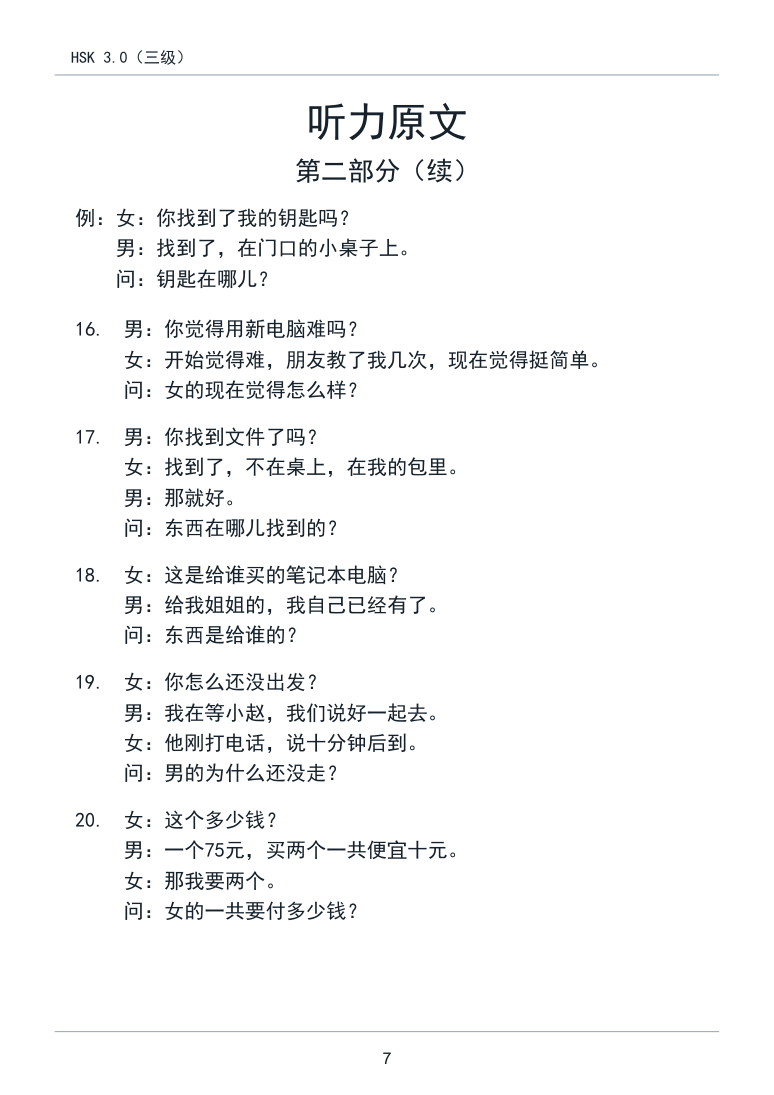 HSK 3.0（三级）
听力原文
第二部分（续）
例：女：你找到了我的钥匙吗？
男：找到了，在门口的小桌子上。
问：钥匙在哪儿？
16. 男：你觉得用新电脑难吗？
女：开始觉得难，朋友教了我几次，现在觉得挺简单。
问：女的现在觉得怎么样？
17. 男：你找到文件了吗？
女：找到了，不在桌上，在我的包里。
男：那就好。
问：东西在哪儿找到的？
18. 女：这是给谁买的笔记本电脑？
男：给我姐姐的，我自己已经有了。
问：东西是给谁的？
19. 女：你怎么还没出发？
男：我在等小赵，我们说好一起去。
女：他刚打电话，说十分钟后到。
问：男的为什么还没走？
20. 女：这个多少钱？
男：一个75元，买两个一共便宜十元。
女：那我要两个。
问：女的一共要付多少钱？
7